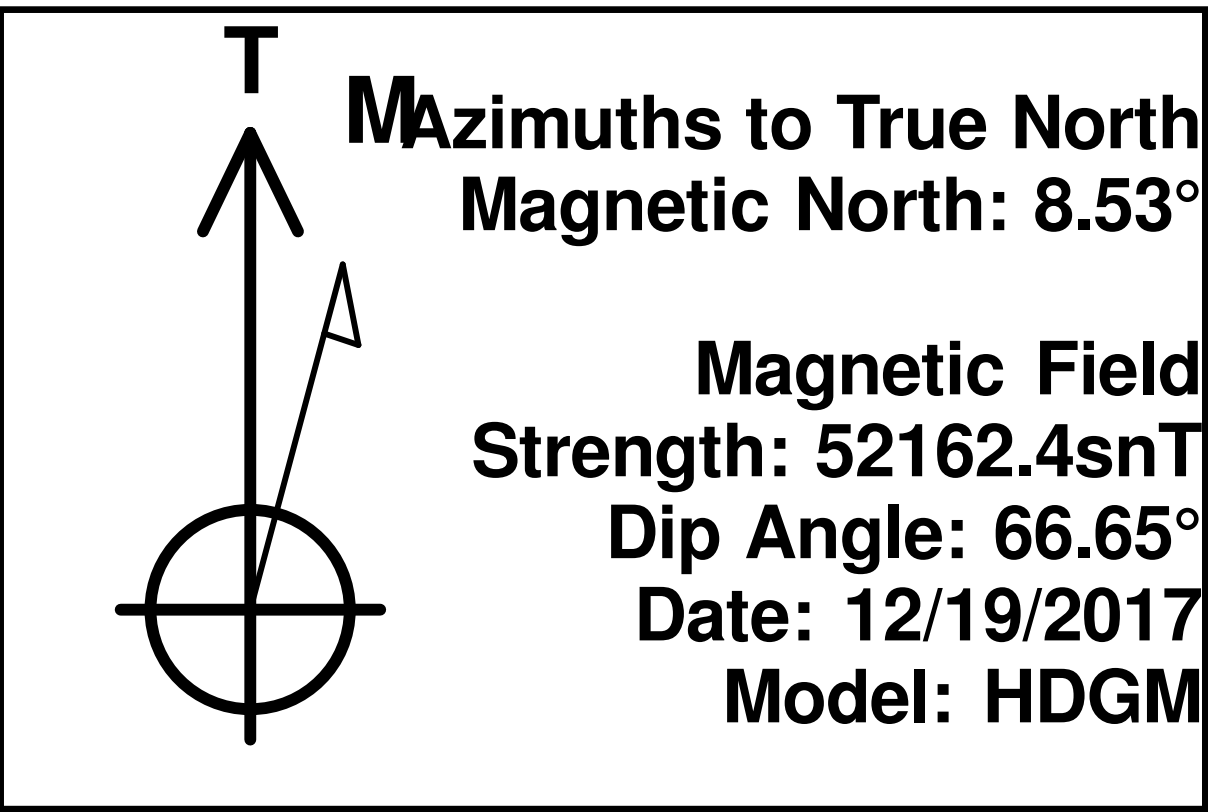 T
M
Azimuths to True North
Magnetic North: 8.53°
Magnetic Field
Strength: 52162.4snT
Dip Angle: 66.65°
Date: 12/19/2017
Model: HDGM